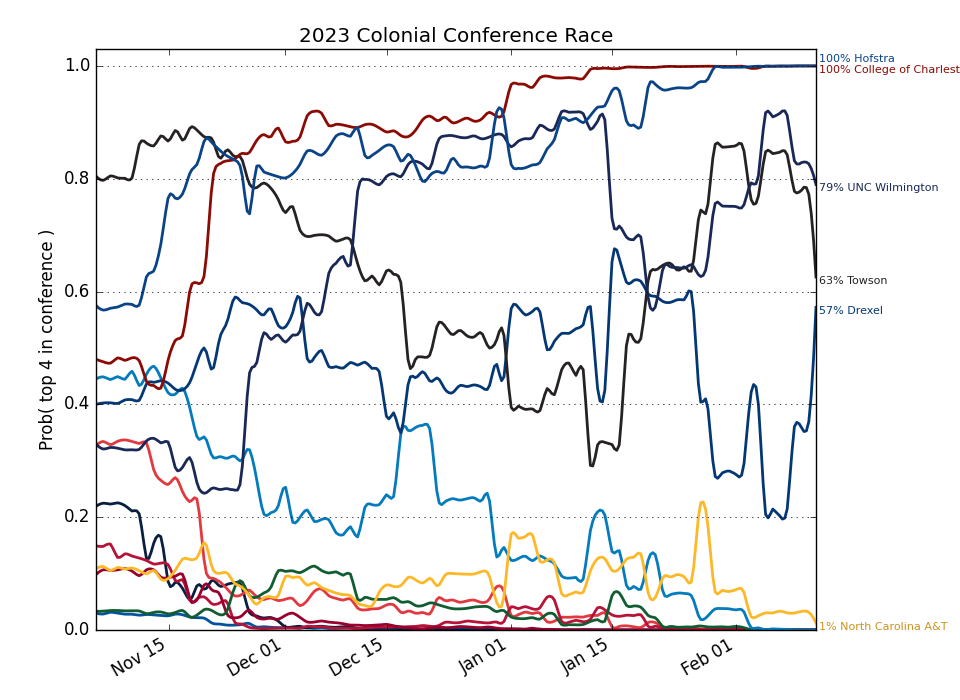 2023 Colonial Conference Race
Prob( top 4 in conference )
1.0
0.8
0.6
0.4
0.2
0.0
Nov 15
Dec 01
Dec 15
Jan 01
Jan 15
Feb 01
100% Hofstra
100% College of Charlest
79% UNC Wilmington
63% Towson
57% Drexel
1% North Carolina A&T